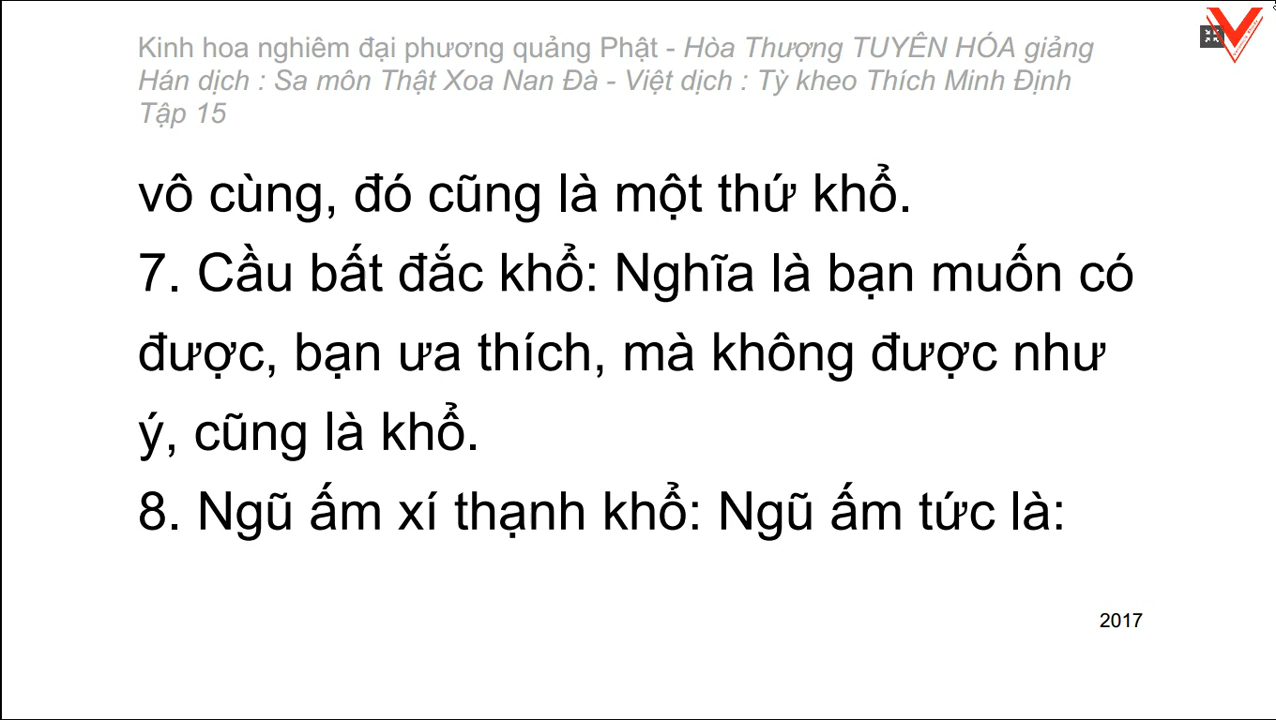 Kinh hoa nghiêm đại phương quảng Phật - Hòa Thượng TUYÊN HÓA giảng
Hán dịch : Sa môn Thật Xoa Nan Đà - Việt dịch : Tỳ kheo Thích Minh Định
Tập 15
vô cùng, đó cũng là một thứ khổ.
7. Cầu bất đắc khổ: Nghĩa là bạn muốn có
được, bạn ưa thích, mà không được như
ý, cũng là khổ.
8. Ngũ ấm xí thạnh khổ: Ngũ ấm tức là:
2017